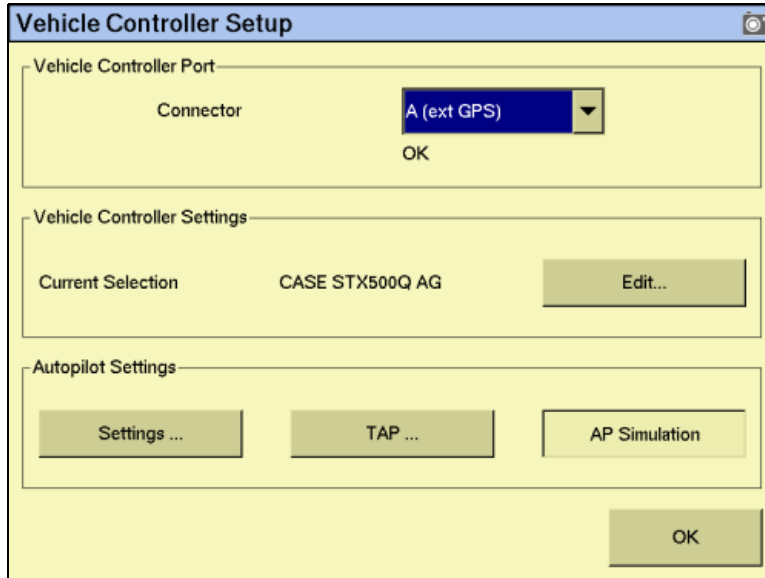 Vehicle Controller Setup
Vehicle Controller Port
Connector
A (ext GPS)
OK
Vehicle Controller Settings
Current Selection
CASE STX500Q AG
Edit...
Autopilot Settings
Settings ...
TAP ...
AP Simulation
OK